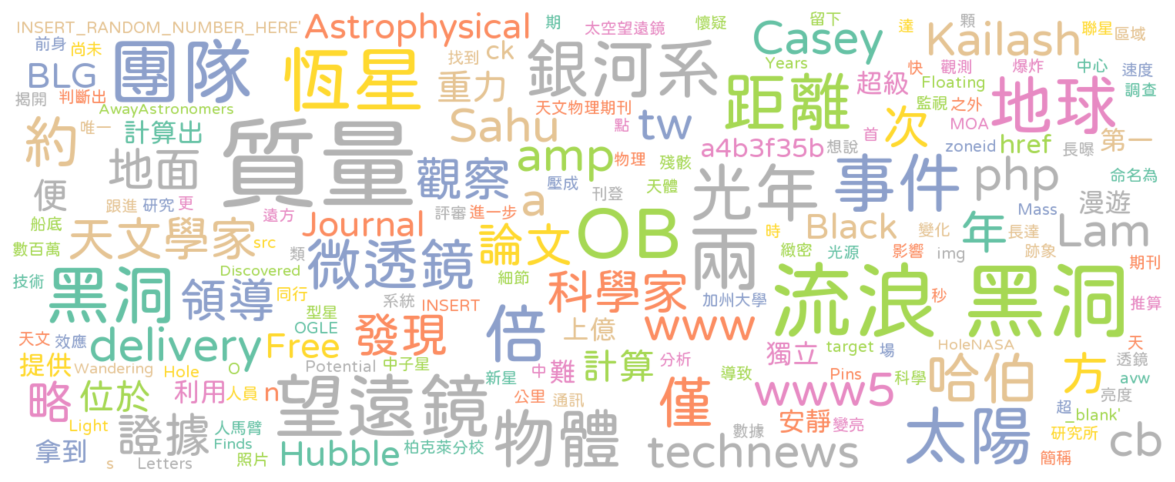 INSERT_RANDOM_NUMBER_HERE'
Astrophysical
期
太空望遠鏡
懷疑
留下
達
顆
聯星
前身
尚未
團隊
恆星
找到
ck
銀河系
Casey
Kailash
區域
BLG
判斷出
揭開
重力
Years
超級
快
觀測
爆炸
中心
速度
AwayAstronomers
天文物理期刊
距離
Floating
調查
約
唯一
計算出
質量
Sahu
點
tw
監視
之外
地球
次
首
MOA
第一
地面
觀察
amp
物理
殘骸
a4b3f35b
想說
zoneid
href
長曝
便
跟進
研究
更
壓成
刊登
天體
光年
事件
php
命名為
船底
遠方
評審
進一步
a
OB
兩
Mass
漫遊
天文學家
src
Journal
論文
Black
變化
年
長達
Lam
數百萬
類
微透鏡
細節
時
緻密
光源
影響
img
跡象
期刊
技術
黑洞
Discovered
領導
同行
科學家
加州大學
流浪
黑洞
秒
推算
型星
系統
INSERT
倍
上億
www
天文
效應
OGLE
發現
獨立
target
場
HoleNASA
天
delivery
Free
中子星
新星
中
難
計算
分析
導致
Pins
科學
哈伯
方
透鏡
提供
Wandering
Hole
O
Potential
公里
通訊
僅
www5
avw
亮度
略
位於
利用
人員
n
望遠鏡
物體
安靜
變亮
超
_blank'
Light
證據
人馬臂
Finds
Hubble
柏克萊分校
數據
太陽
研究所
cb
拿到
s
Letters
照片
technews
簡稱